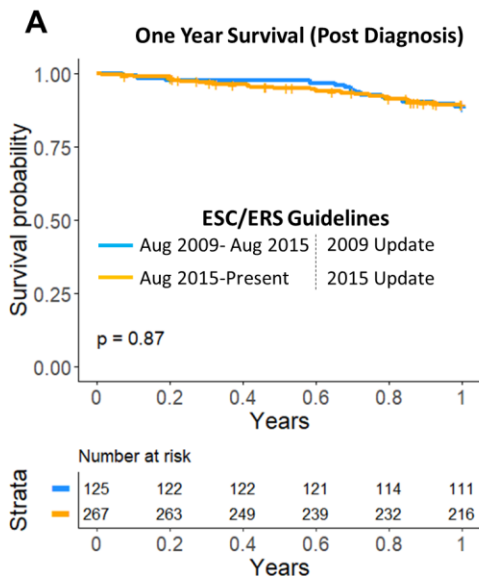 A
One Year Survival (Post Diagnosis)
Survival probability
1.00
0.75
0.50
0.25
0.00
ESC/ERS Guidelines
Aug 2009- Aug 2015 2009 Update
Aug 2015-Present 2015 Update
p = 0.87
0 0.2 0.4 0.6 0.8 1
Years
Number at risk
Strata
125 122 122 121 114 111
267 263 249 239 232 216
0 0.2 0.4 0.6 0.8 1
Years